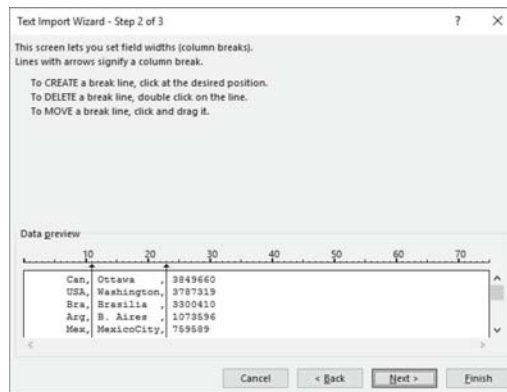 Text Import Wizard - Step 2 of 3 ? ×
This screen lets you set field widths (column breaks).
Lines with arrows signify a column break.
To CREATE a break line, click at the desired position.
To DELETE a break line, double click on the line.
To MOVE a break line, click and drag it.
Data preview
10 20 30 40 50 60 70
Can, Ottawa , 3849660
USA, Washington, 3787319
Bra, Brasilia , 3300410
Arg, B. Aires , 1073596
Mex, MexicoCity, 759589
Cancel < Back Next > Finish